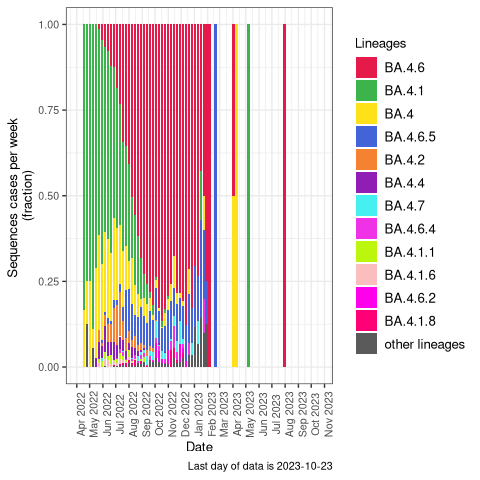 Sequences cases per week
(fraction)
1.00
0.75
0.50
0.25
0.00
Apr 2022
May 2022
Jun 2022
Jul 2022
Aug 2022
Sep 2022
Oct 2022
Nov 2022
Dec 2022
Jan 2023
Feb 2023
Mar 2023
Apr 2023
May 2023
Jun 2023
Jul 2023
Aug 2023
Sep 2023
Oct 2023
Nov 2023
Date
Last day of data is 2023-10-23
Lineages
BA.4.6
BA.4.1
BA.4
BA.4.6.5
BA.4.2
BA.4.4
BA.4.7
BA.4.6.4
BA.4.1.1
BA.4.1.6
BA.4.6.2
BA.4.1.8
other lineages